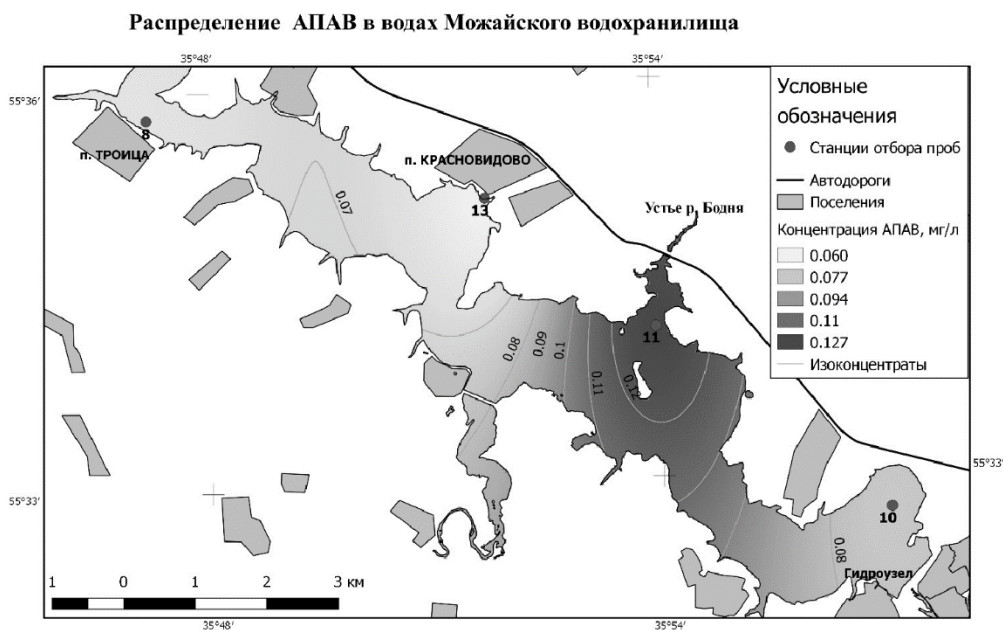 Распределение АПАВ в водах Можайского водохранилища
35°48′
35°54′
55°36′
8
п. ТРОИЦА
п. КРАСНОВИДОВО
13
0.07
Устье р. Бодня
Условные
обозначения
Станции отбора проб
Автодороги
Поселения
Концентрация АПАВ, мг/л
0.060
0.077
0.094
0.11
0.127
Изоконцентраты
11
0.08
0.09
0.1
0.11
0.12
55°33′
55°33′
10
0.08
Гидроузел
1 0 1 2 3 км
35°48′
35°54′